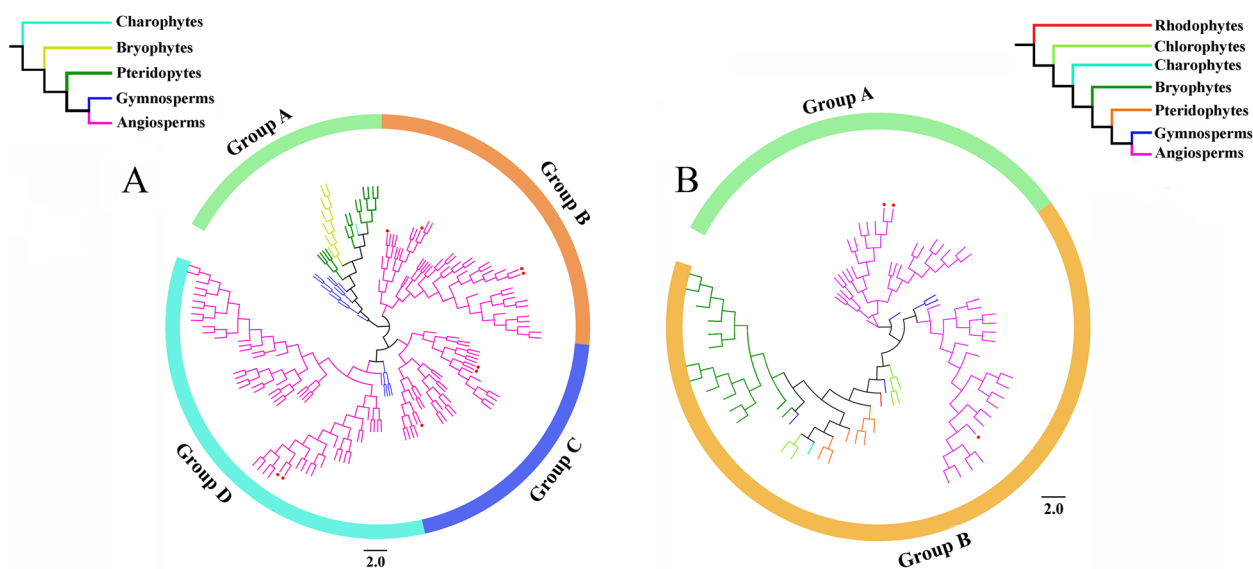 Charophytes
Bryophytes
Pteridopytes
Gymnosperms
Angiosperms
A
Group A
Group B
Group C
Group D
2.0
Rhodophytes
Chlorophytes
Charophytes
Bryophytes
Pteridophytes
Gymnosperms
Angiosperms
B
Group A
Group B
2.0